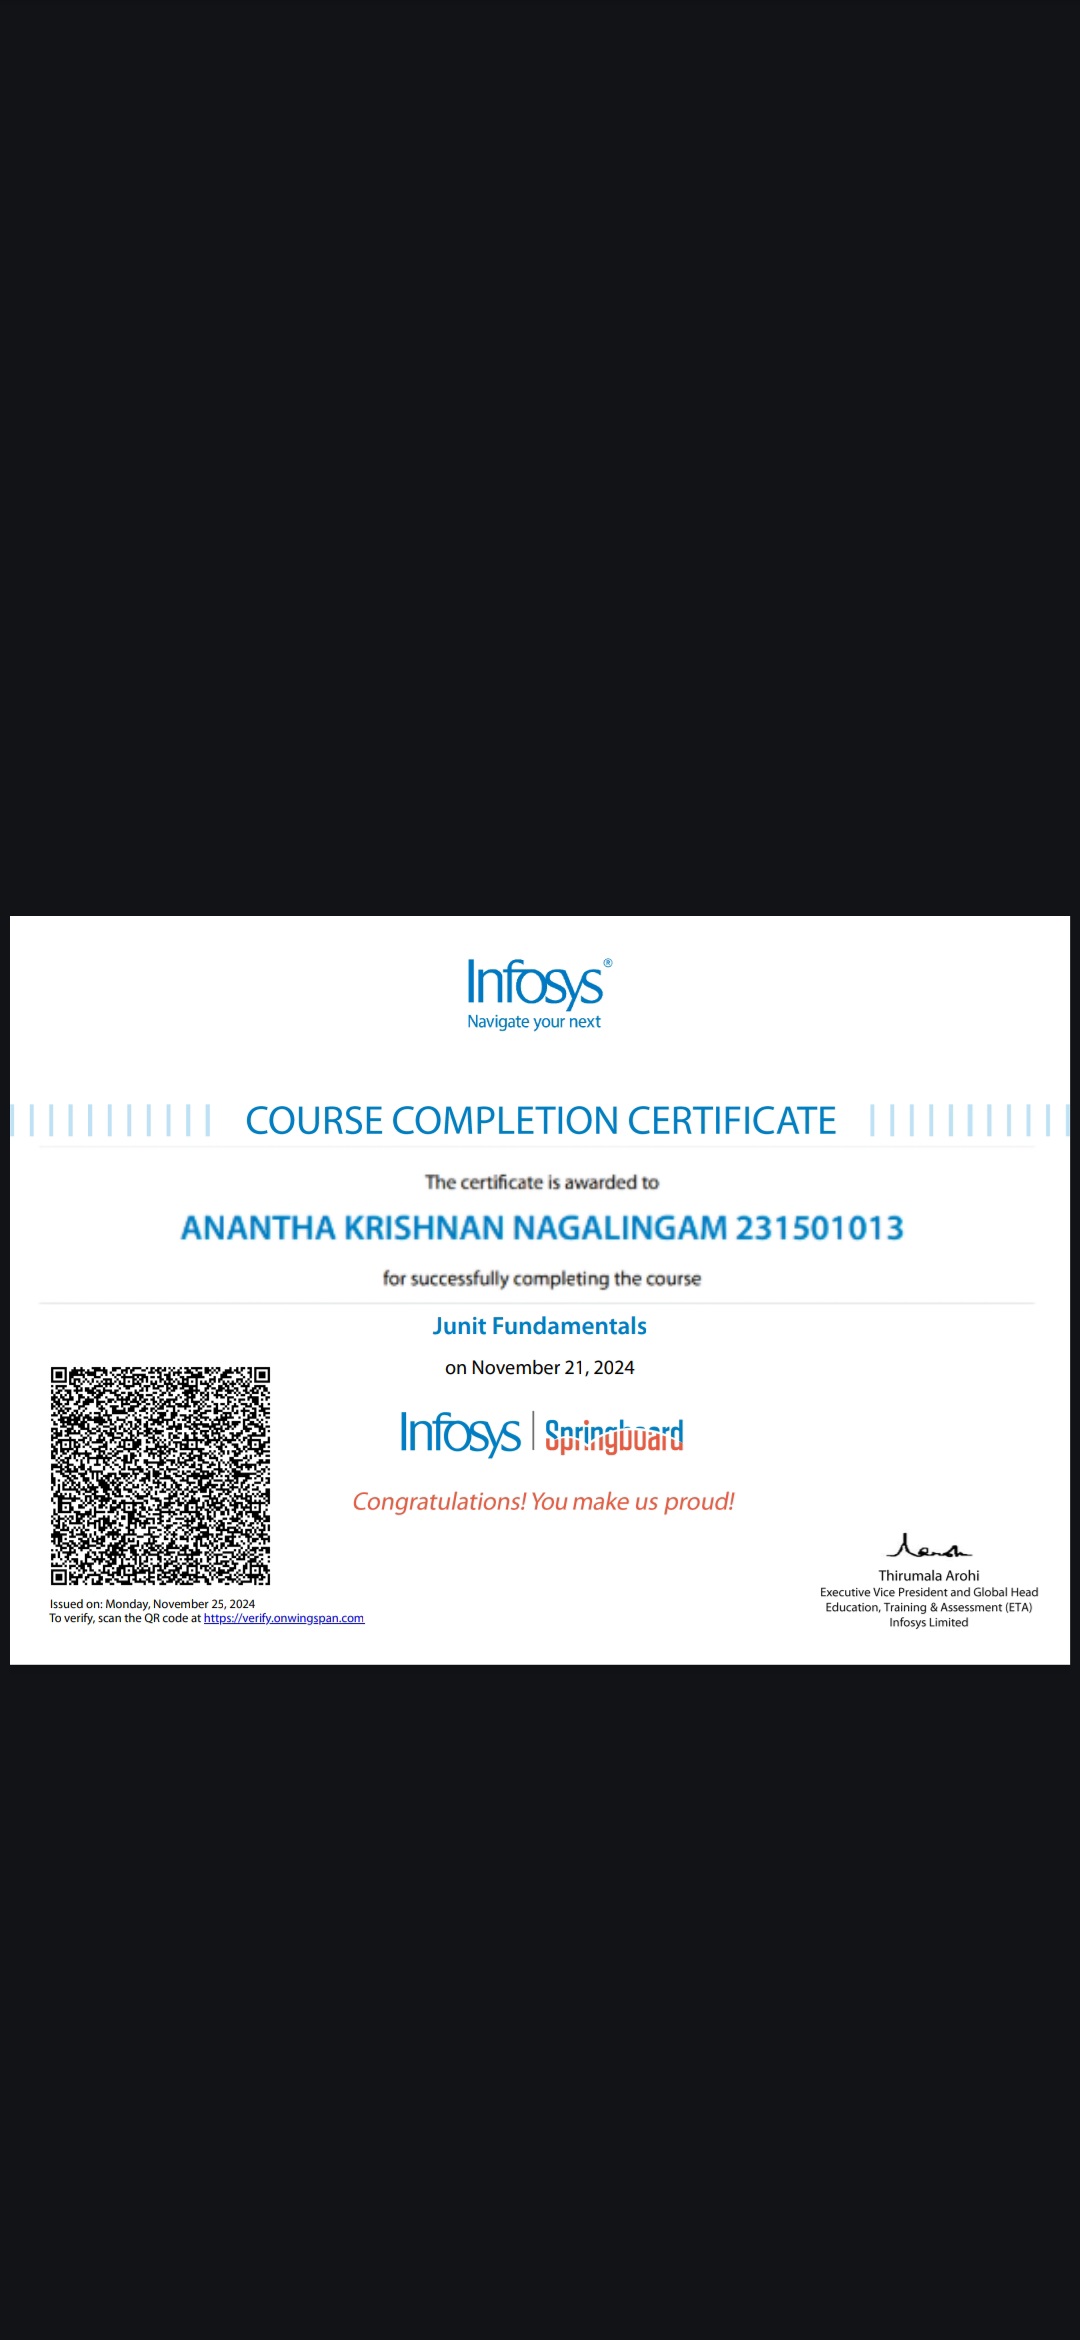 Infosys®
Navigate your next
COURSE COMPLETION CERTIFICATE
The certificate is awarded to
ANANTHA KRISHNAN NAGALINGAM 231501013
for successfully completing the course
Junit Fundamentals
on November 21, 2024
Infosys | Springboard
Congratulations! You make us proud!
Issued on: Monday, November 25, 2024
To verify, scan the QR code at https://verify.onwingspan.com
Thirumala Arohi
Executive Vice President and Global Head
Education, Training & Assessment (ETA)
Infosys Limited